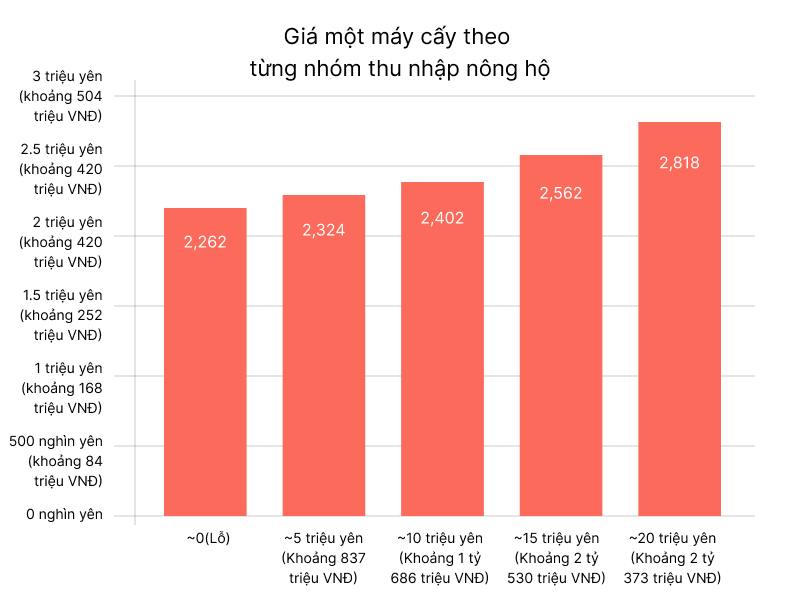 Giá một máy cấy theo
từng nhóm thu nhập nông hộ
3 triệu yên
(khoảng 504
triệu VNĐ)
2.5 triệu yên
(khoảng 420
triệu VNĐ)
2 triệu yên
(khoảng 420
triệu VNĐ)
1.5 triệu yên
(khoảng 252
triệu VNĐ)
1 triệu yên
(khoảng 168
triệu VNĐ)
500 nghìn yên
(khoảng 84
triệu VNĐ)
0 nghìn yên
2,262
2,324
2,402
2,562
2,818
~0(Lỗ)
~5 triệu yên
(Khoảng 837
triệu VNĐ)
~10 triệu yên
(Khoảng 1 tỷ
686 triệu VNĐ)
~15 triệu yên
(Khoảng 2 tỷ
530 triệu VNĐ)
~20 triệu yên
(Khoảng 2 tỷ
373 triệu VNĐ)